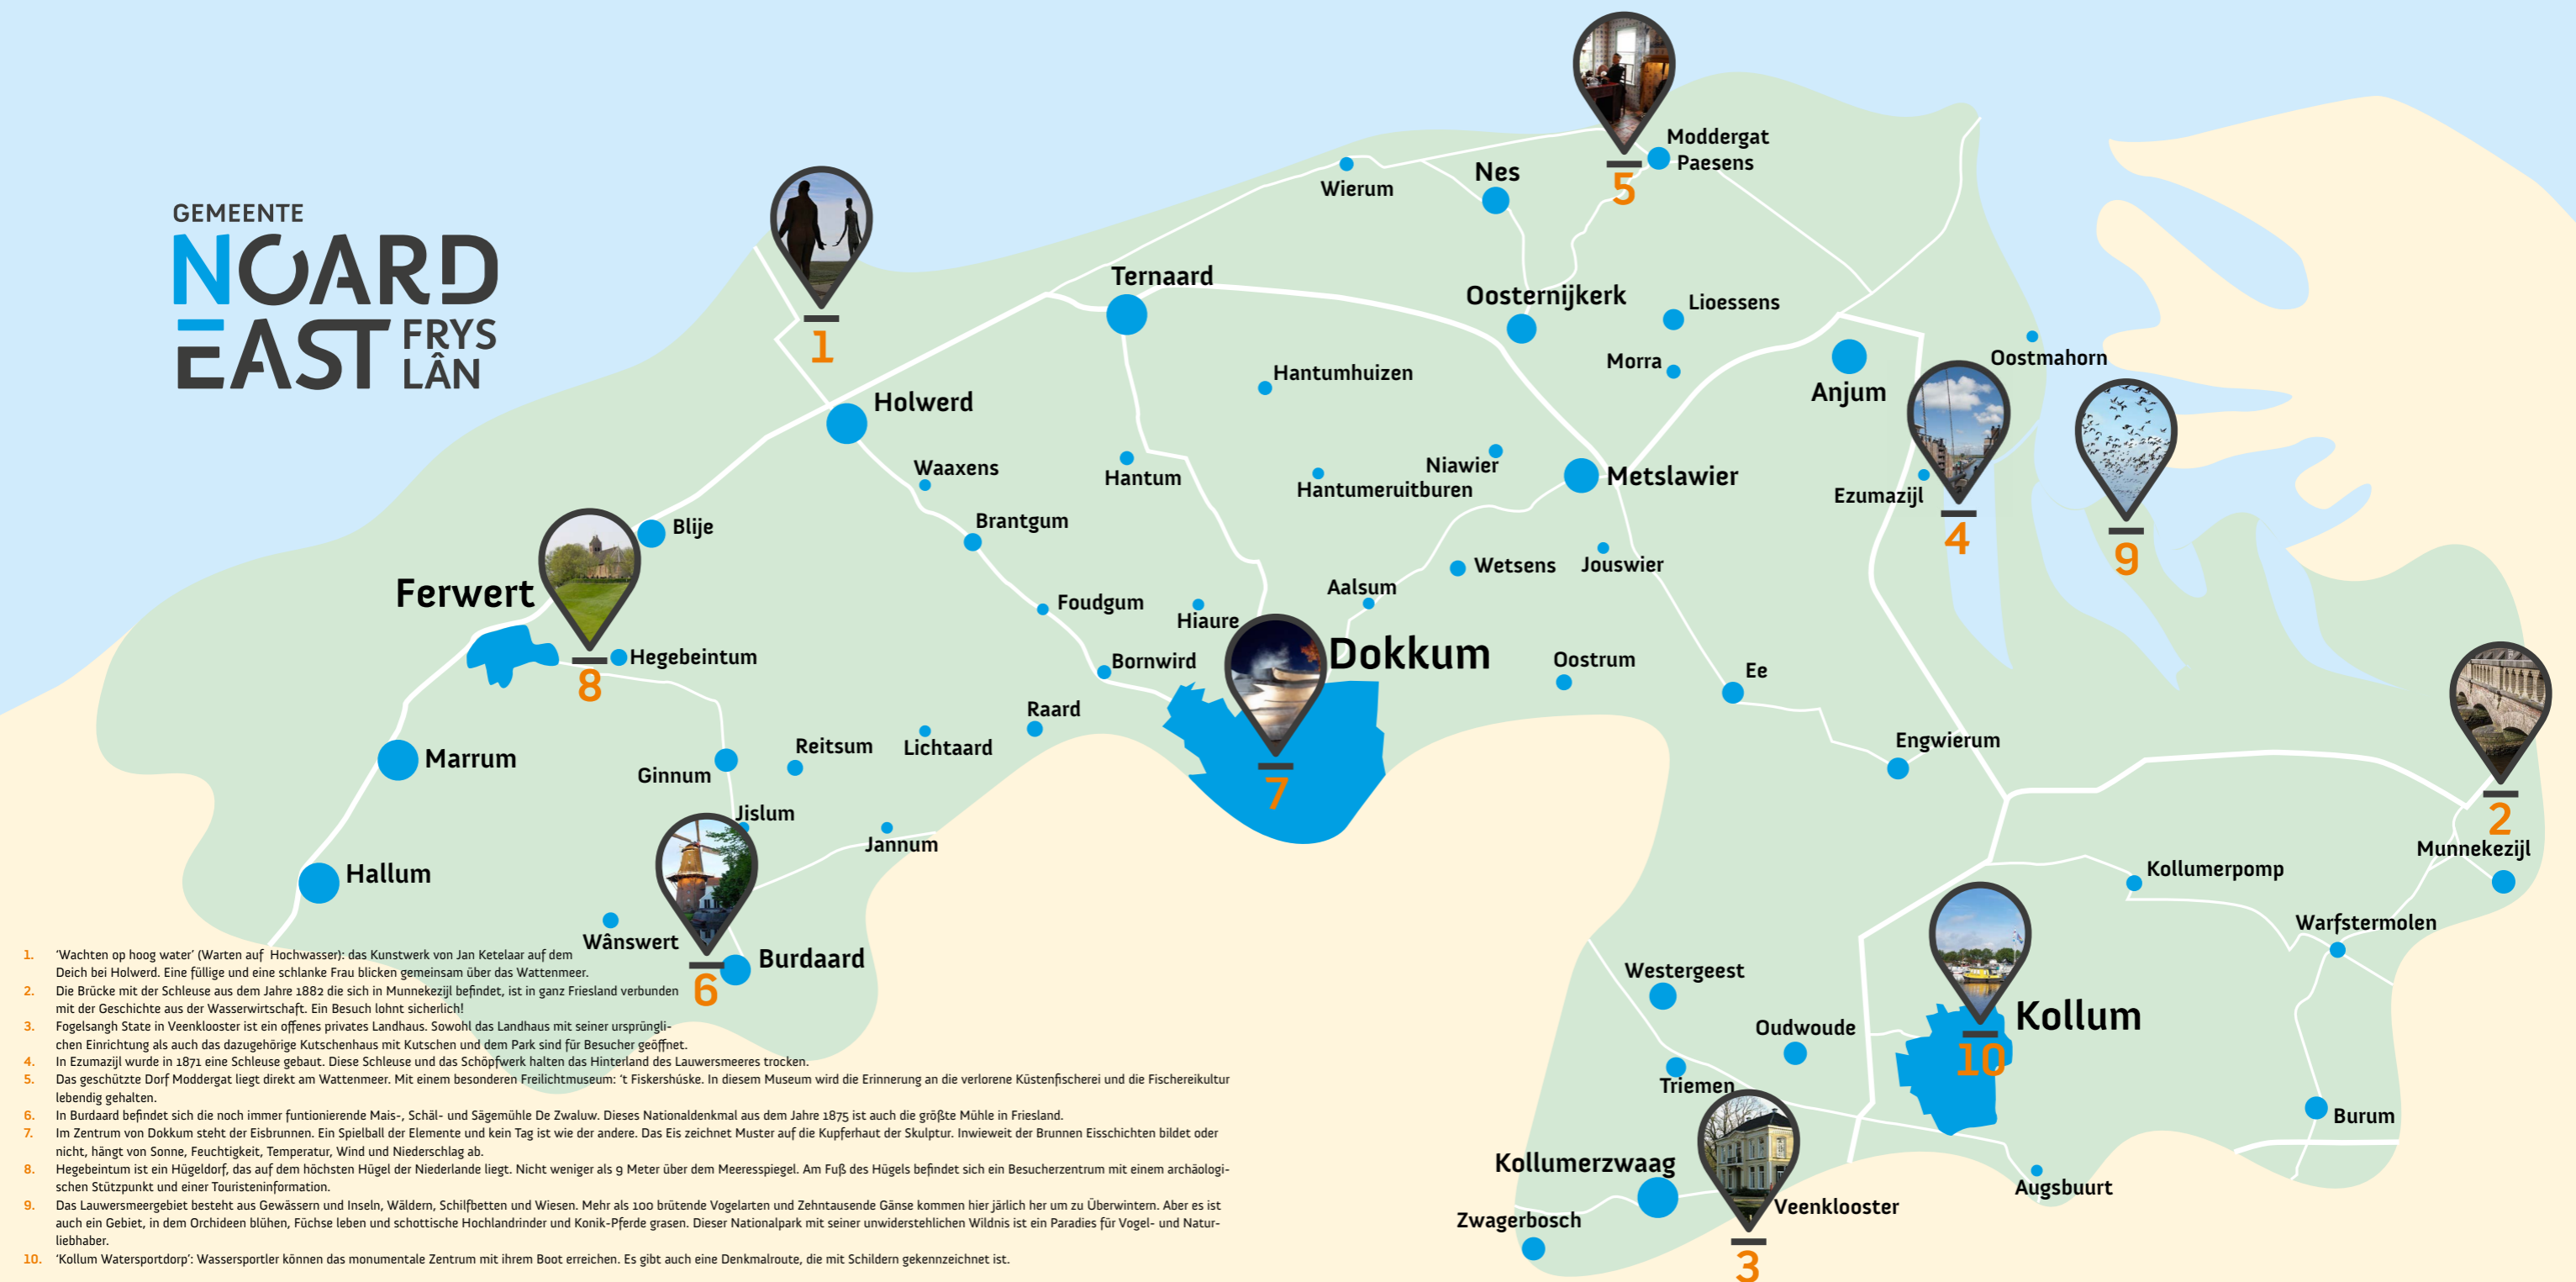 GEMEENTE
NOARD
EAST FRYS
LÂN
Moddergat
Paesens
5
Wierum
Nes
1
Ternaard
Oosternijkerk
Lioessens
Morra
Anjum
Oostmahorn
Hantumhuizen
Holwerd
Waaxens
Hantum
Niawier
Hantumeruitburen
Metslawier
Ezumazijl
4
9
Blije
Brantgum
Wetsens
Jouswier
Ferwert
Aalsum
Foudgum
Hiaure
Dokkum
8
Hegebeintum
Bornwird
Oostrum
Ee
Raard
Marrum
Reitsum
Lichtaard
Ginnum
7
Engwierum
2
Munnekezijl
Jislum
Jannum
Hallum
Kollumerpomp
Warfstermolen
Wânswert
Burdaard
6
Westergeest
Kollum
Oudwoude
10
Triemen
Burum
Kollumerzwaag
Veenklooster
Augsbuurt
Zwagerbosch
3
1. ‘Wachten op hoog water’ (Warten auf Hochwasser): das Kunstwerk von Jan Ketelaar auf dem
Deich bei Holwerd. Eine füllige und eine schlanke Frau blicken gemeinsam über das Wattenmeer.
2. Die Brücke mit der Schleuse aus dem Jahre 1882 die sich in Munnekezijl befindet, ist in ganz Friesland verbunden
mit der Geschichte aus der Wasserwirtschaft. Ein Besuch lohnt sicherlich!
3. Fogelsangh State in Veenklooster ist ein offenes privates Landhaus. Sowohl das Landhaus mit seiner ursprüngli-
chen Einrichtung als auch das dazugehörige Kutschenhaus mit Kutschen und dem Park sind für Besucher geöffnet.
4. In Ezumazijl wurde in 1871 eine Schleuse gebaut. Diese Schleuse und das Schöpfwerk halten das Hinterland des Lauwersmeeres trocken.
5. Das geschützte Dorf Moddergat liegt direkt am Wattenmeer. Mit einem besonderen Freilichtmuseum: ‘t Fiskershúske. In diesem Museum wird die Erinnerung an die verlorene Küstenfischerei und die Fischereikultur
lebendig gehalten.
6. In Burdaard befindet sich die noch immer funtionierende Mais-, Schäl- und Sägemühle De Zwaluw. Dieses Nationaldenkmal aus dem Jahre 1875 ist auch die größte Mühle in Friesland.
7. Im Zentrum von Dokkum steht der Eisbrunnen. Ein Spielball der Elemente und kein Tag ist wie der andere. Das Eis zeichnet Muster auf die Kupferhaut der Skulptur. Inwieweit der Brunnen Eisschichten bildet oder
nicht, hängt von Sonne, Feuchtigkeit, Temperatur, Wind und Niederschlag ab.
8. Hegebeintum ist ein Hügeldorf, das auf dem höchsten Hügel der Niederlande liegt. Nicht weniger als 9 Meter über dem Meeresspiegel. Am Fuß des Hügels befindet sich ein Besucherzentrum mit einem archäologi-
schen Stützpunkt und einer Touristeninformation.
9. Das Lauwersmeergebiet besteht aus Gewässern und Inseln, Wäldern, Schilfbetten und Wiesen. Mehr als 100 brütende Vogelarten und Zehntausende Gänse kommen hier järlich her um zu Überwintern. Aber es ist
auch ein Gebiet, in dem Orchideen blühen, Füchse leben und schottische Hochlandrinder und Konik-Pferde grasen. Dieser Nationalpark mit seiner unwiderstehlichen Wildnis ist ein Paradies für Vogel- und Natur-
liebhaber.
10. ‘Kollum Watersportdorp’: Wassersportler können das monumentale Zentrum mit ihrem Boot erreichen. Es gibt auch eine Denkmalroute, die mit Schildern gekennzeichnet ist.